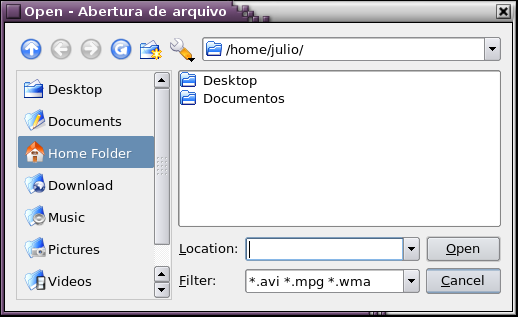 Open - Abertura de arquivo
/home/julio/
Desktop
Documents
Home Folder
Download
Music
Pictures
Videos
Desktop
Documentos
Location:
Open
Filter:
*.avi *.mpg *.wma
Cancel